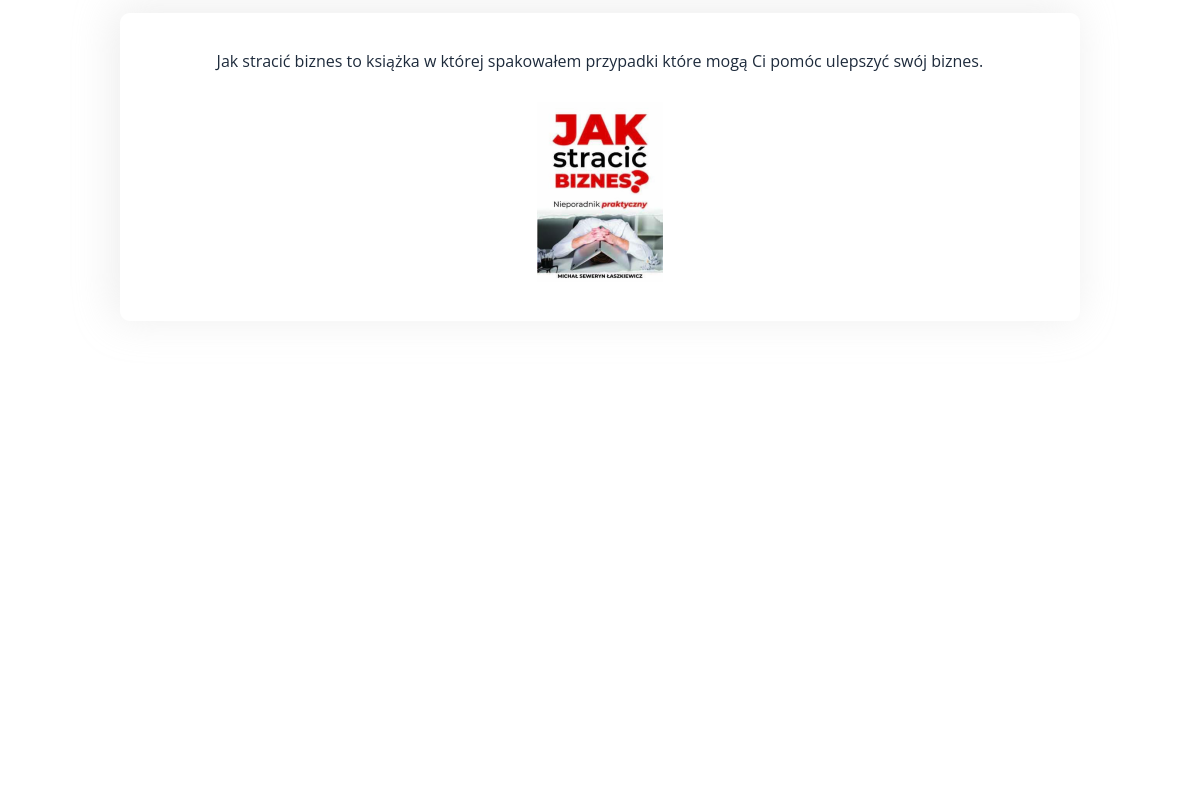 Jak stracić biznes to książka w której spakowałem przypadki które mogą Ci pomóc ulepszyć swój biznes.
JAK
stracić
BIZNES?
Nieporadnik praktyczny
MICHAŁ SEWERYN ŁASZKIEWICZ